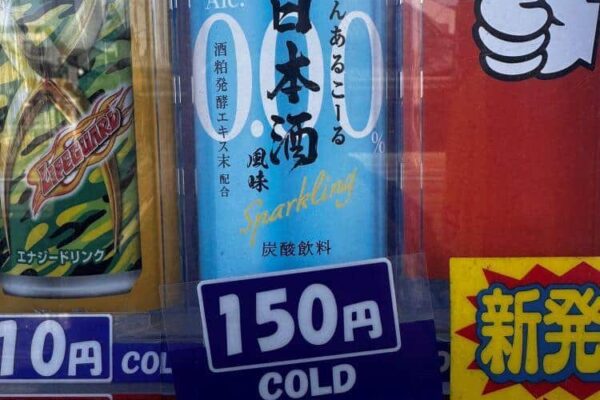 LIFEGUARD
エナジードリンク
10円
COL
Alc.
0.00%
んあるこーる
日本酒
風味
酒粕発酵エキス末配合
Sparkling
炭酸飲料
150円
COLD
新発